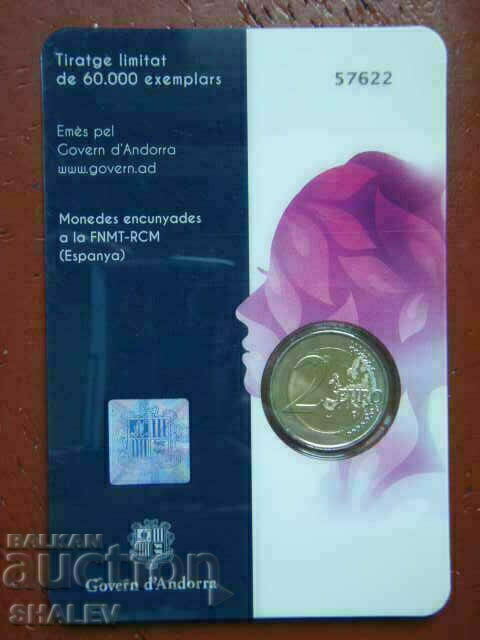 Tiratge limitat
de 60.000 exemplars
57622
Emès pel
Govern d'Andorra
www.govern.ad
Monedes encunyades
a la FNMT-RCM
(Espanya)
2 EURO
Govern d'Andorra
BALKAN
auction
SHALEV